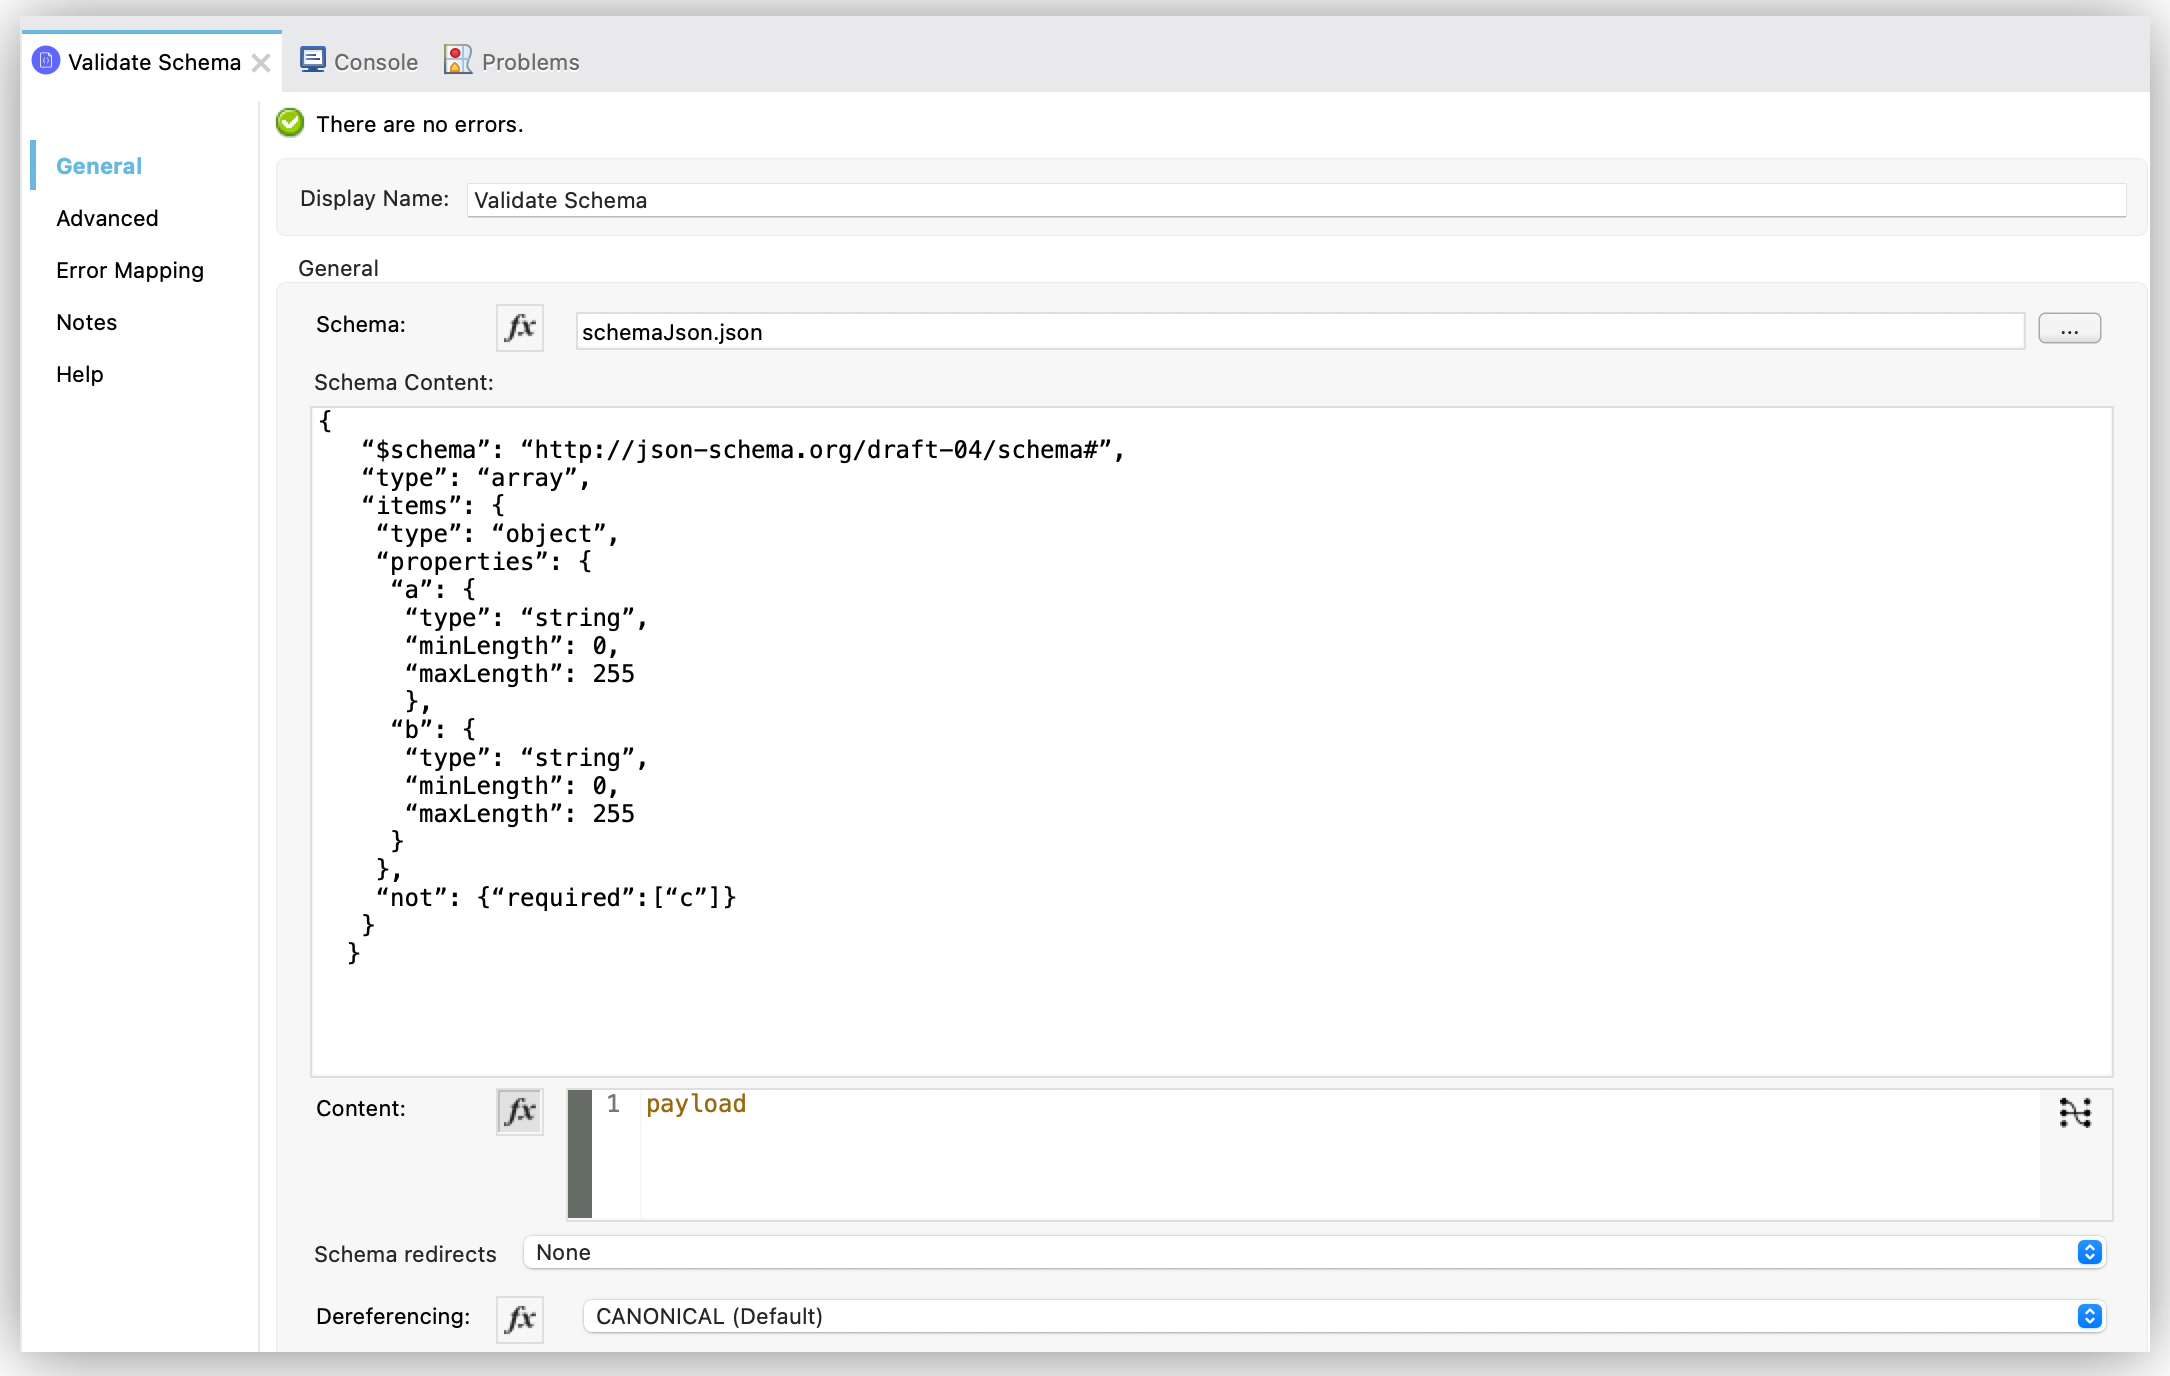 Validate Schema
Console
Problems
General
Advanced
Error Mapping
Notes
Help
There are no errors.
Display Name: Validate Schema
General
Schema: fx schemaJson.json ...
Schema Content:
{
   “$schema”: “http://json-schema.org/draft-04/schema#”,
   “type”: “array”,
   “items”: {
    “type”: “object”,
    “properties”: {
     “a”: {
      “type”: “string”,
      “minLength”: 0,
      “maxLength”: 255
      },
     “b”: {
      “type”: “string”,
      “minLength”: 0,
      “maxLength”: 255
     }
    },
    “not”: {“required”:[“c”]}
   }
  }
Content: fx 1 payload
Schema redirects None
Dereferencing: fx CANONICAL (Default)